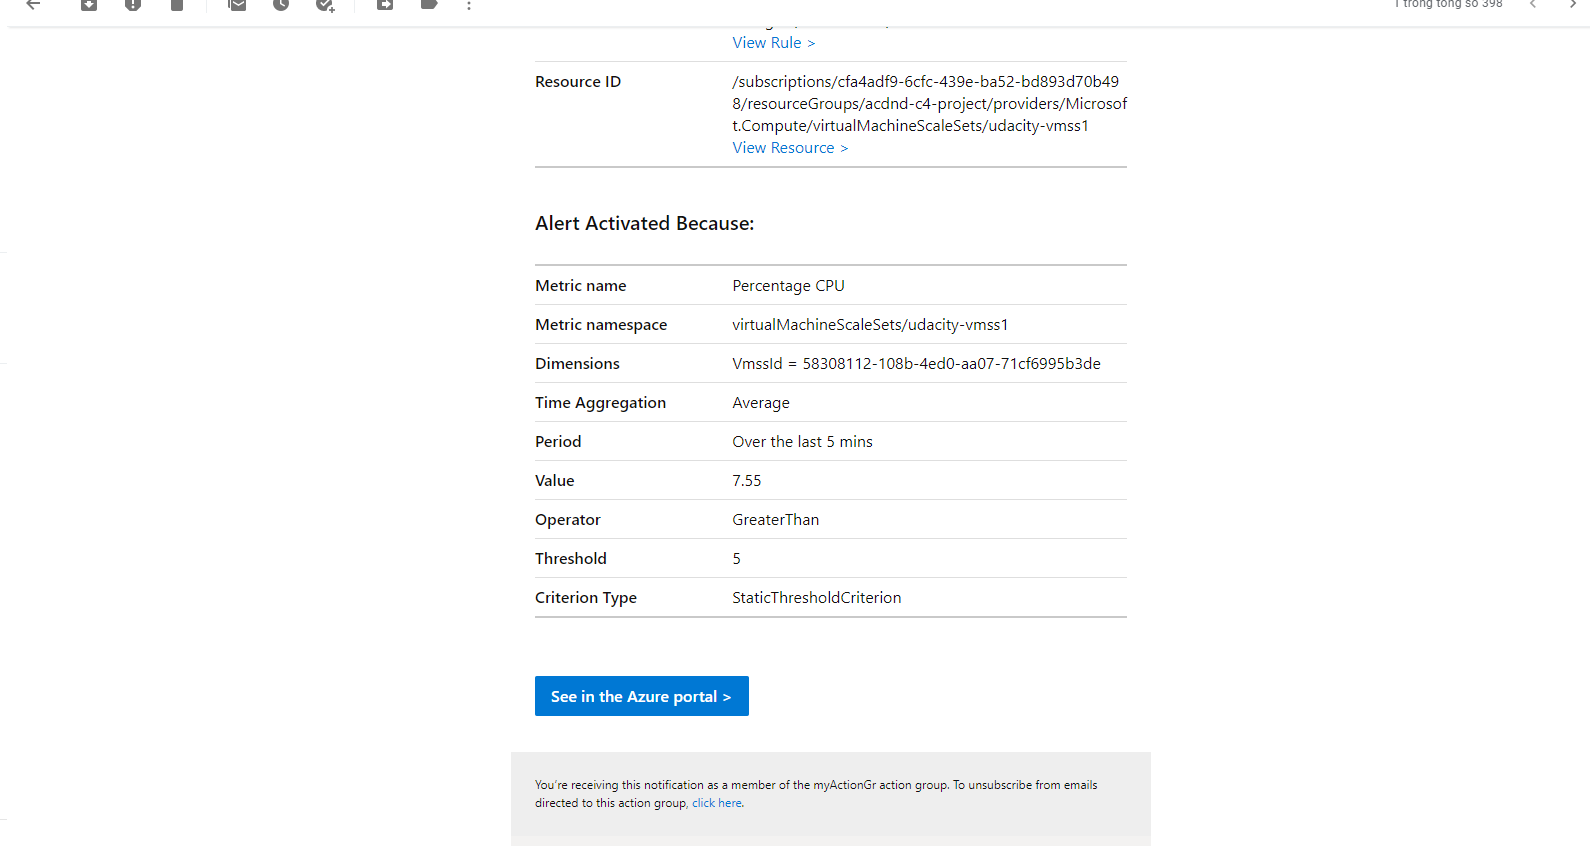 1 trong tổng số 398
View Rule >
Resource ID
/subscriptions/cfa4adf9-6cfc-439e-ba52-bd893d70b49
8/resourceGroups/acdnd-c4-project/providers/Microsof
t.Compute/virtualMachineScaleSets/udacity-vmss1
View Resource >
Alert Activated Because:
Metric name Percentage CPU
Metric namespace virtualMachineScaleSets/udacity-vmss1
Dimensions VmssId = 58308112-108b-4ed0-aa07-71cf6995b3de
Time Aggregation Average
Period Over the last 5 mins
Value 7.55
Operator GreaterThan
Threshold 5
Criterion Type StaticThresholdCriterion
See in the Azure portal >
You're receiving this notification as a member of the myActionGr action group. To unsubscribe from emails
directed to this action group, click here.